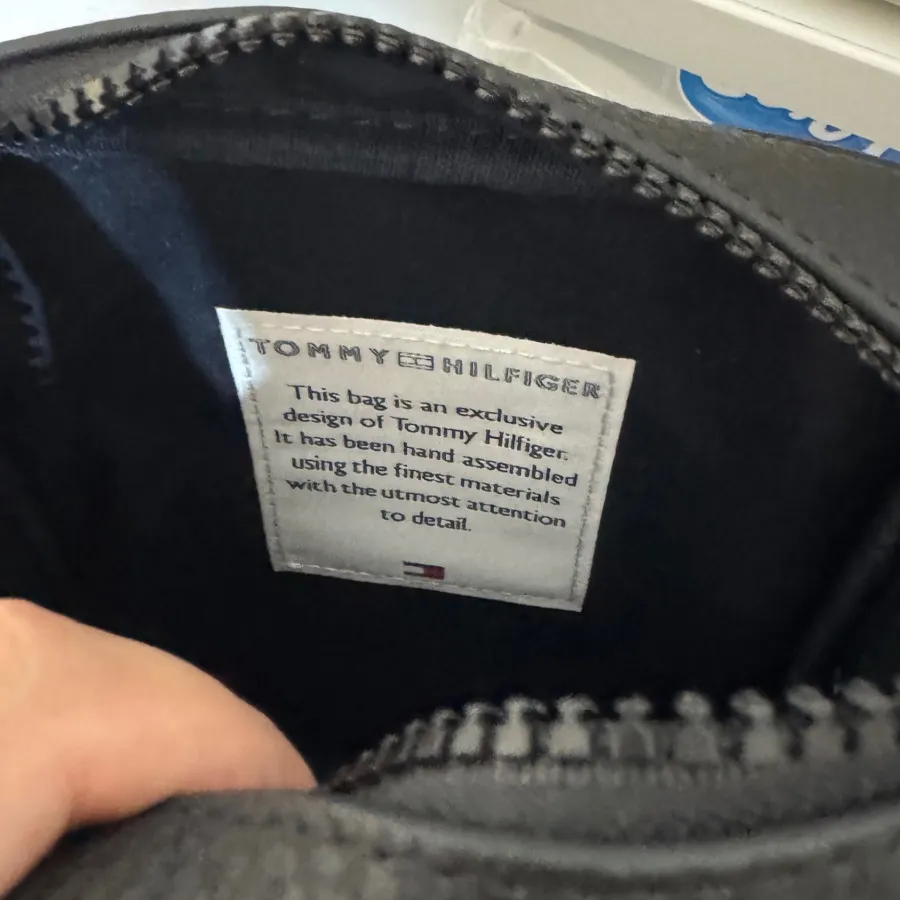 TOMMY HILFIGER
This bag is an exclusive
design of Tommy Hilfiger.
It has been hand assembled
using the finest materials
with the utmost attention
to detail.